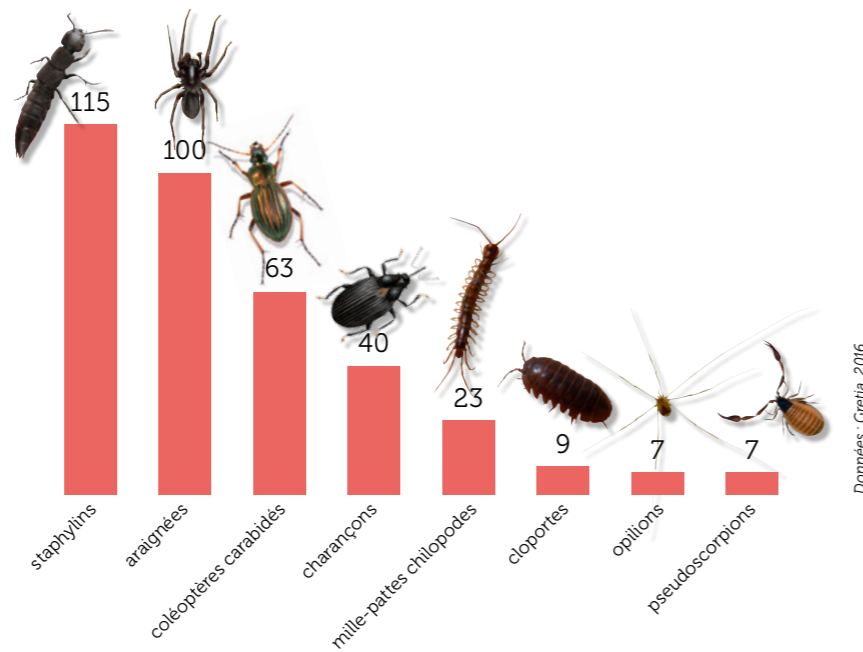 115
100
63
40
23
9
7
7
staphylins
araignées
coléoptères carabidés
charançons
mille-pattes chilopodes
cloportes
opilions
pseudoscorpions
Données : Gretia, 2016